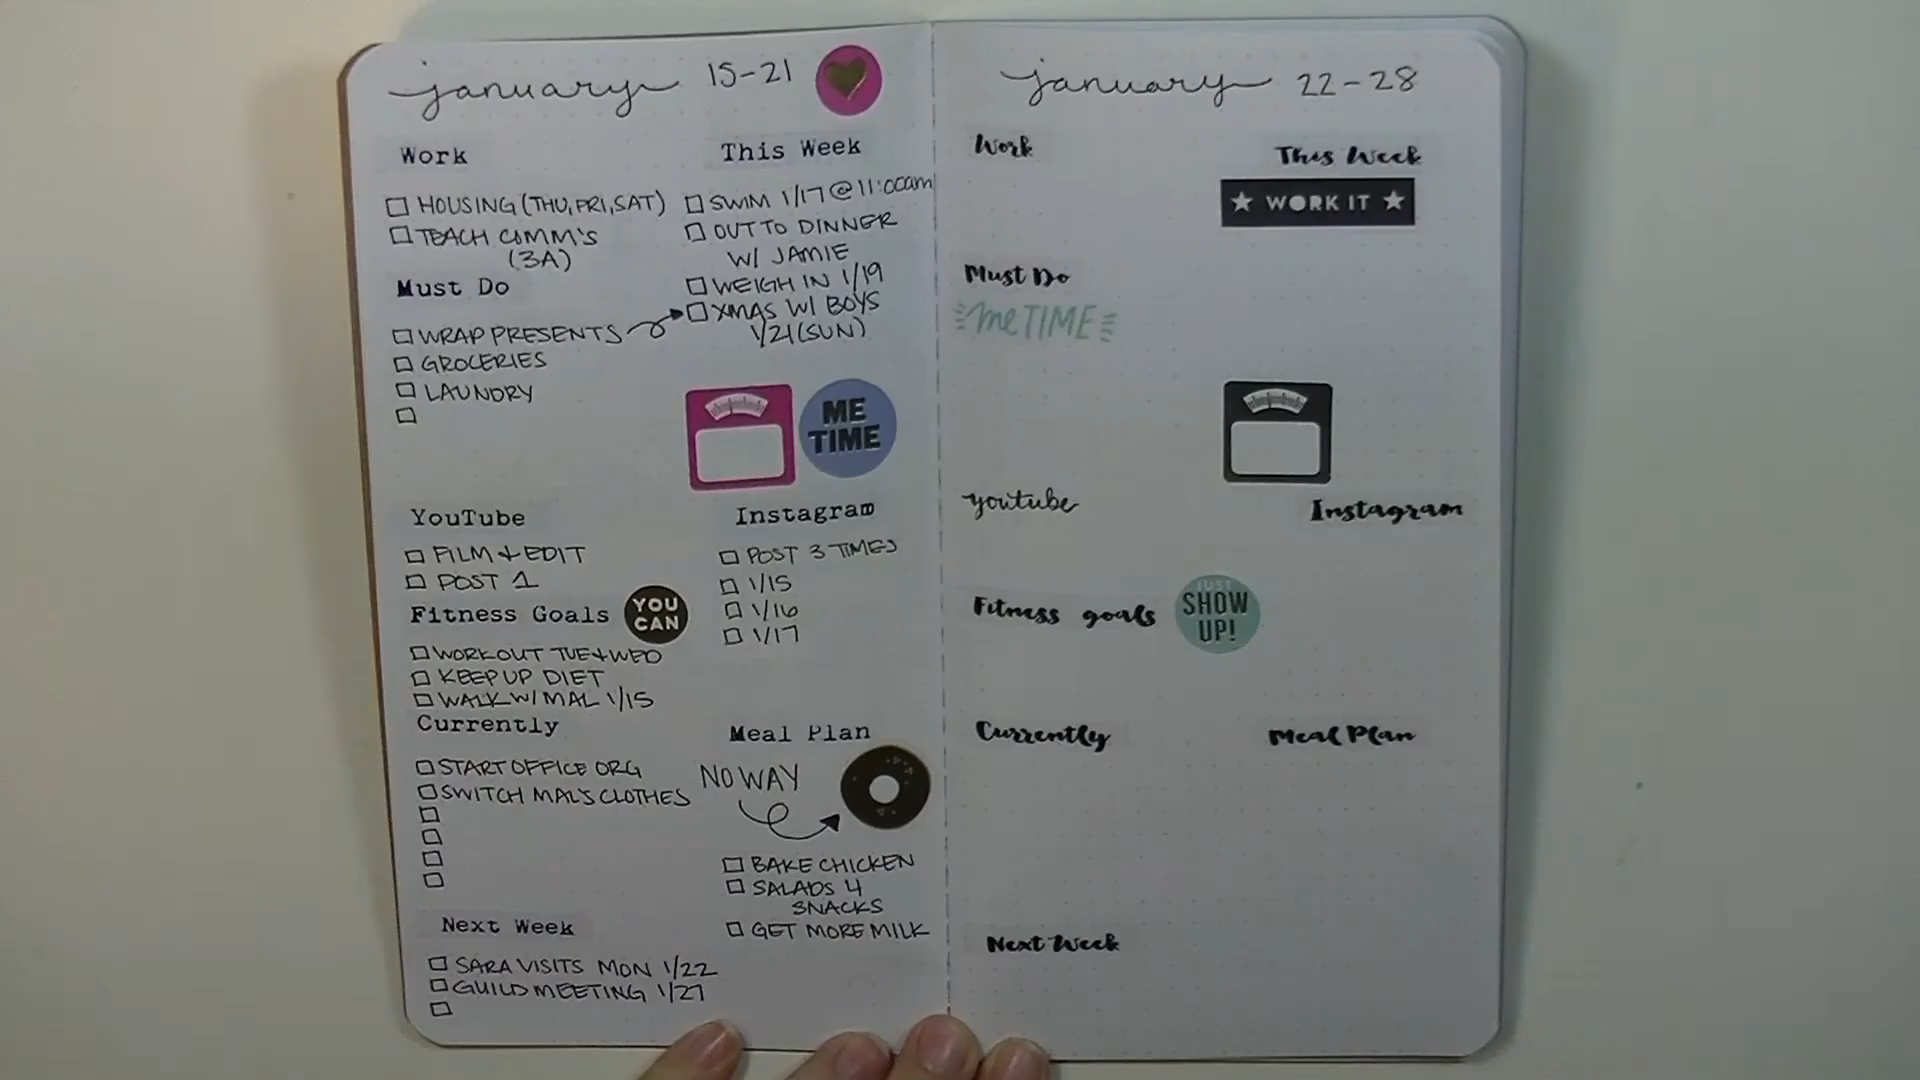 january 15-21
Work
HOUSING (THU, FRI, SAT)
TEACH COMM'S
(3A)
Must Do
WRAP PRESENTS
GROCERIES
LAUNDRY
This Week
SWIM 1/17 @ 11:00am
OUT TO DINNER
W/ JAMIE
WEIGH IN 1/19
XMAS W/ BOYS
1/21 (SUN)
ME
TIME
YouTube
FILM + EDIT
POST 1
Fitness Goals
YOU
CAN
WORKOUT TUE + WED
KEEP UP DIET
WALK W/ MAL 1/15
Instagram
POST 3 TIMES
1/15
1/16
1/17
Currently
START OFFICE ORG
SWITCH MAL'S CLOTHES
Meal Plan
NO WAY
BAKE CHICKEN
SALADS 4
SNACKS
GET MORE MILK
Next Week
SARA VISITS MON 1/22
GUILD MEETING 1/27
january 22-28
Work
This Week
WORK IT
Must Do
me TIME
youtube
Instagram
Fitness goals
JUST
SHOW
UP!
Currently
Meal Plan
Next Week